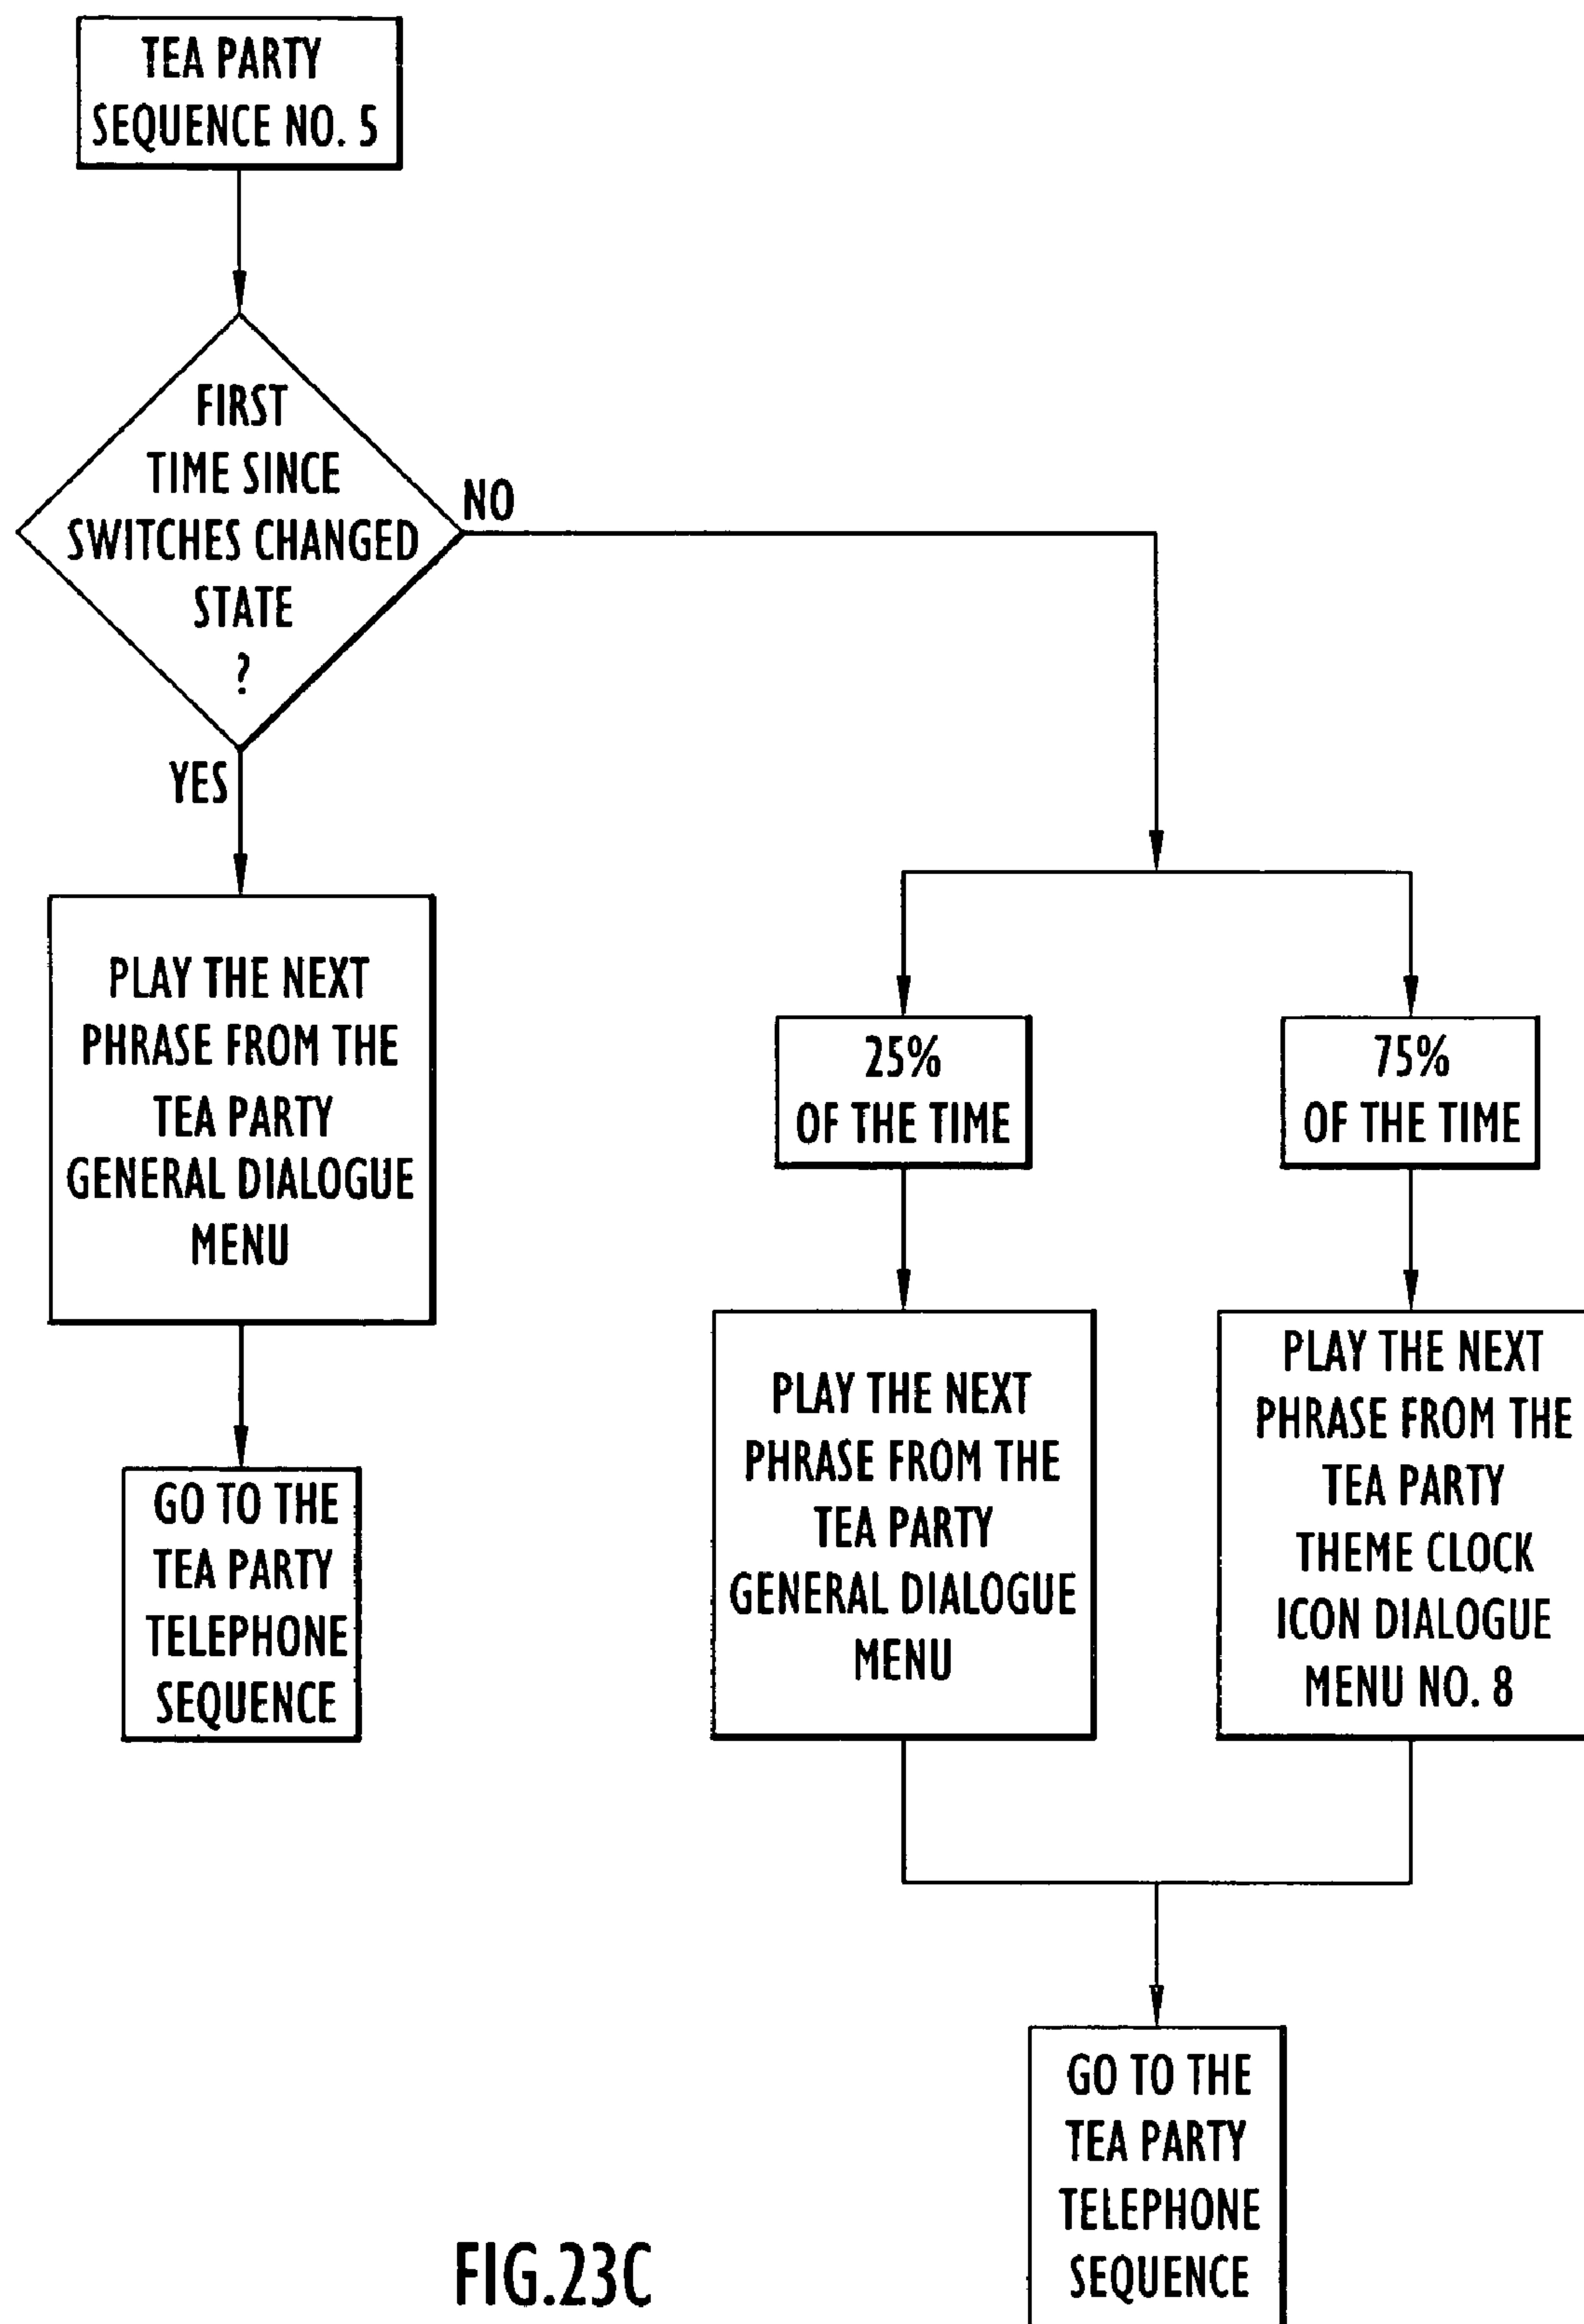 TEA PARTY
SEQUENCE NO. 5
FIRST
TIME SINCE
SWITCHES CHANGED
STATE
?
NO
YES
PLAY THE NEXT
PHRASE FROM THE
TEA PARTY
GENERAL DIALOGUE
MENU
GO TO THE
TEA PARTY
TELEPHONE
SEQUENCE
25%
OF THE TIME
75%
OF THE TIME
PLAY THE NEXT
PHRASE FROM THE
TEA PARTY
GENERAL DIALOGUE
MENU
PLAY THE NEXT
PHRASE FROM THE
TEA PARTY
THEME CLOCK
ICON DIALOGUE
MENU NO. 8
GO TO THE
TEA PARTY
TELEPHONE
SEQUENCE
FIG.23C